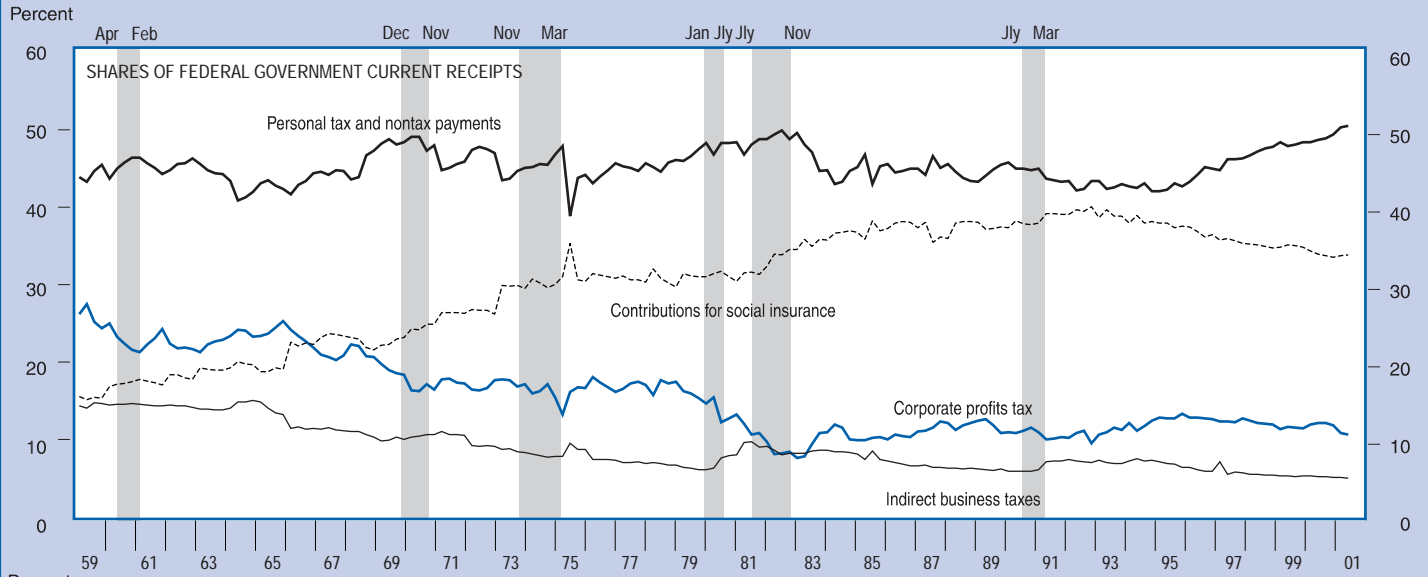 Percent
Apr Feb Dec Nov Nov Mar Jan Jly Jly Nov Jly Mar
60 60
SHARES OF FEDERAL GOVERNMENT CURRENT RECEIPTS
Personal tax and nontax payments
50 50
40 40
30 30
Contributions for social insurance
20 20
Corporate profits tax
10 10
Indirect business taxes
0 0
59 61 63 65 67 69 71 73 75 77 79 81 83 85 87 89 91 93 95 97 99 01